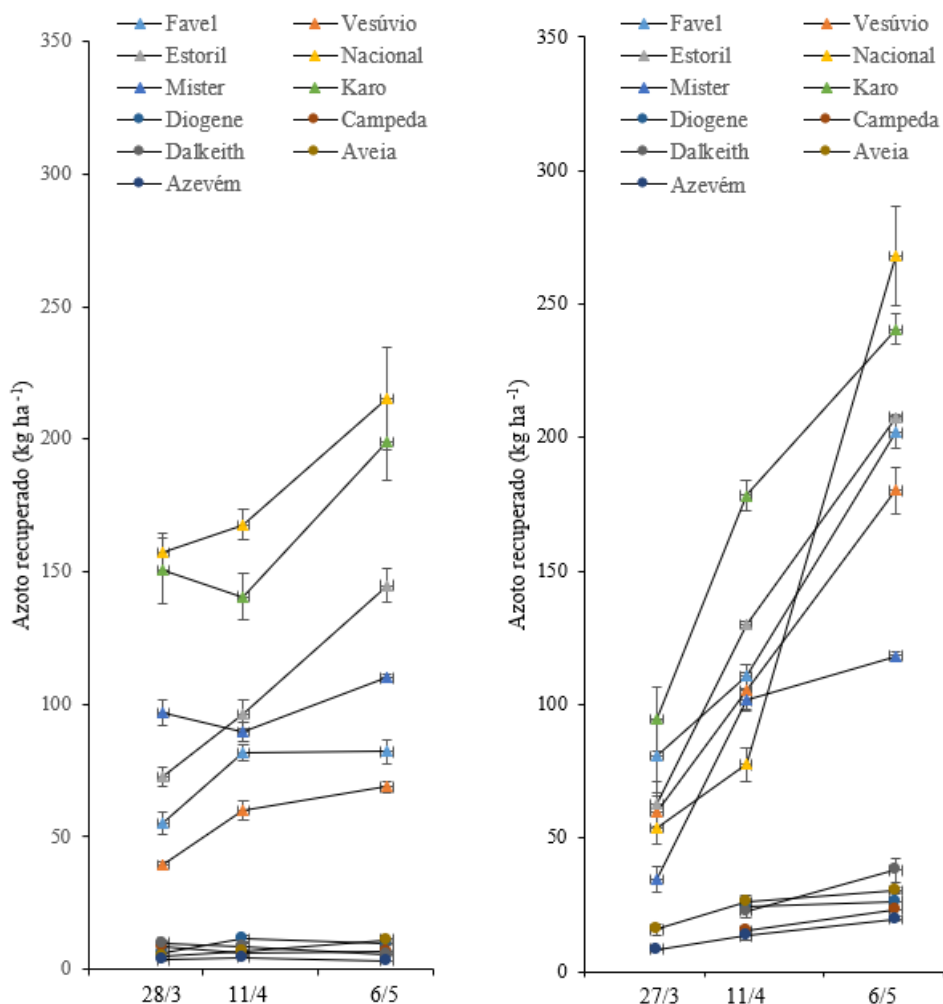 Favel Vesúvio
Estoril Nacional
Mister Karo
Diogene Campeda
Dalkeith Aveia
Azevém
Azoto recuperado (kg ha -1)
350
300
250
200
150
100
50
0
28/3 11/4 6/5
Favel Vesúvio
Estoril Nacional
Mister Karo
Diogene Campeda
Dalkeith Aveia
Azevém
Azoto recuperado (kg ha -1)
350
300
250
200
150
100
50
0
27/3 11/4 6/5